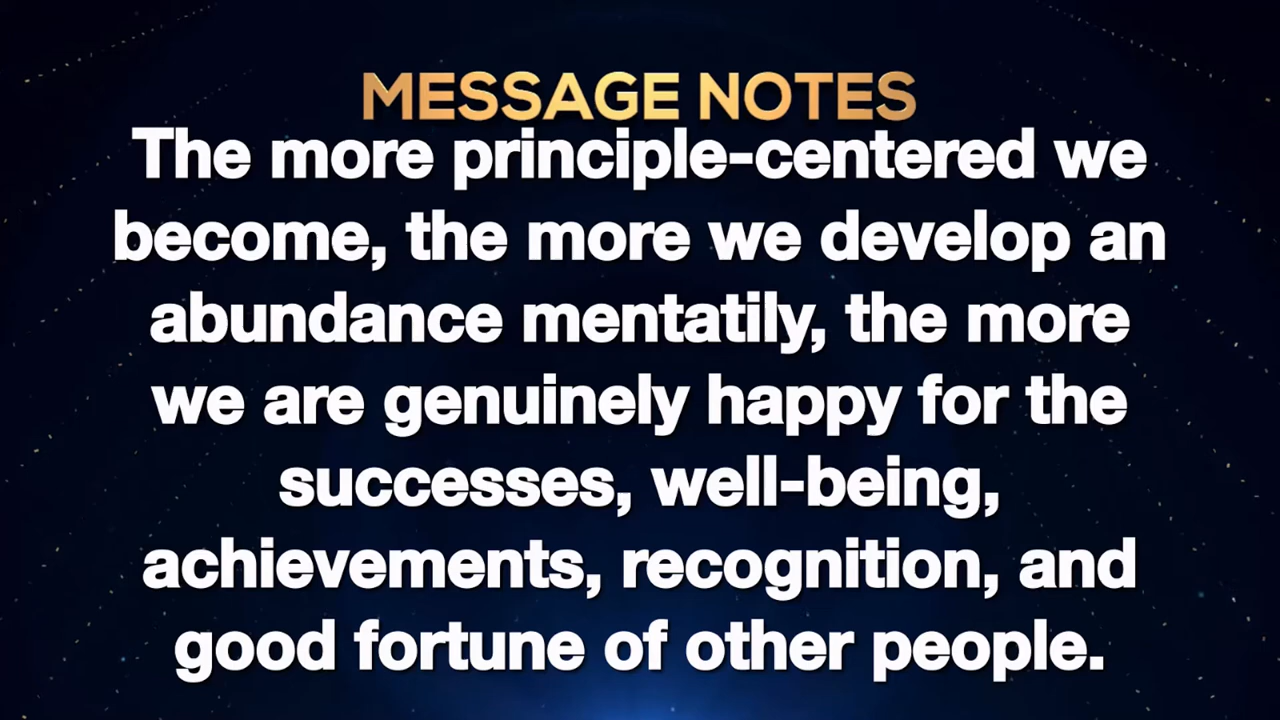 MESSAGE NOTES
The more principle-centered we
become, the more we develop an
abundance mentatily, the more
we are genuinely happy for the
successes, well-being,
achievements, recognition, and
good fortune of other people.